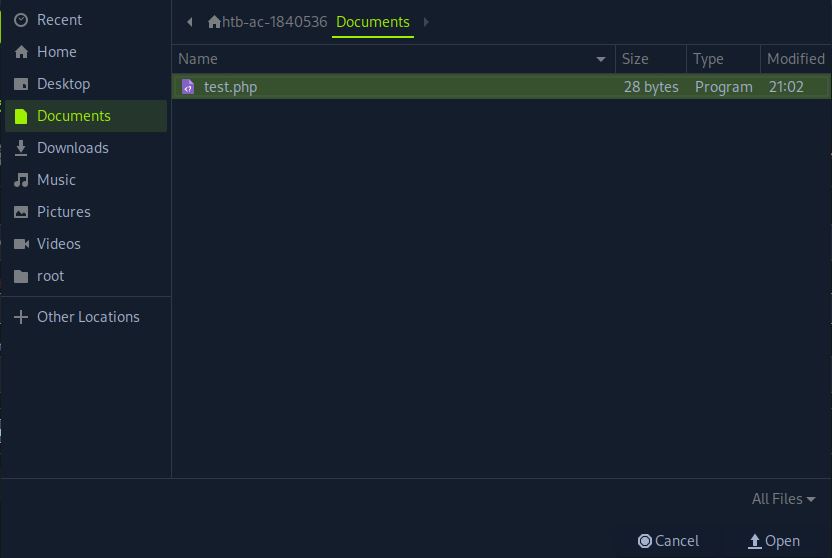 Recent
Home
Desktop
Documents
Downloads
Music
Pictures
Videos
root
Other Locations
htb-ac-1840536 Documents
Name Size Type Modified
test.php 28 bytes Program 21:02
All Files
Cancel Open